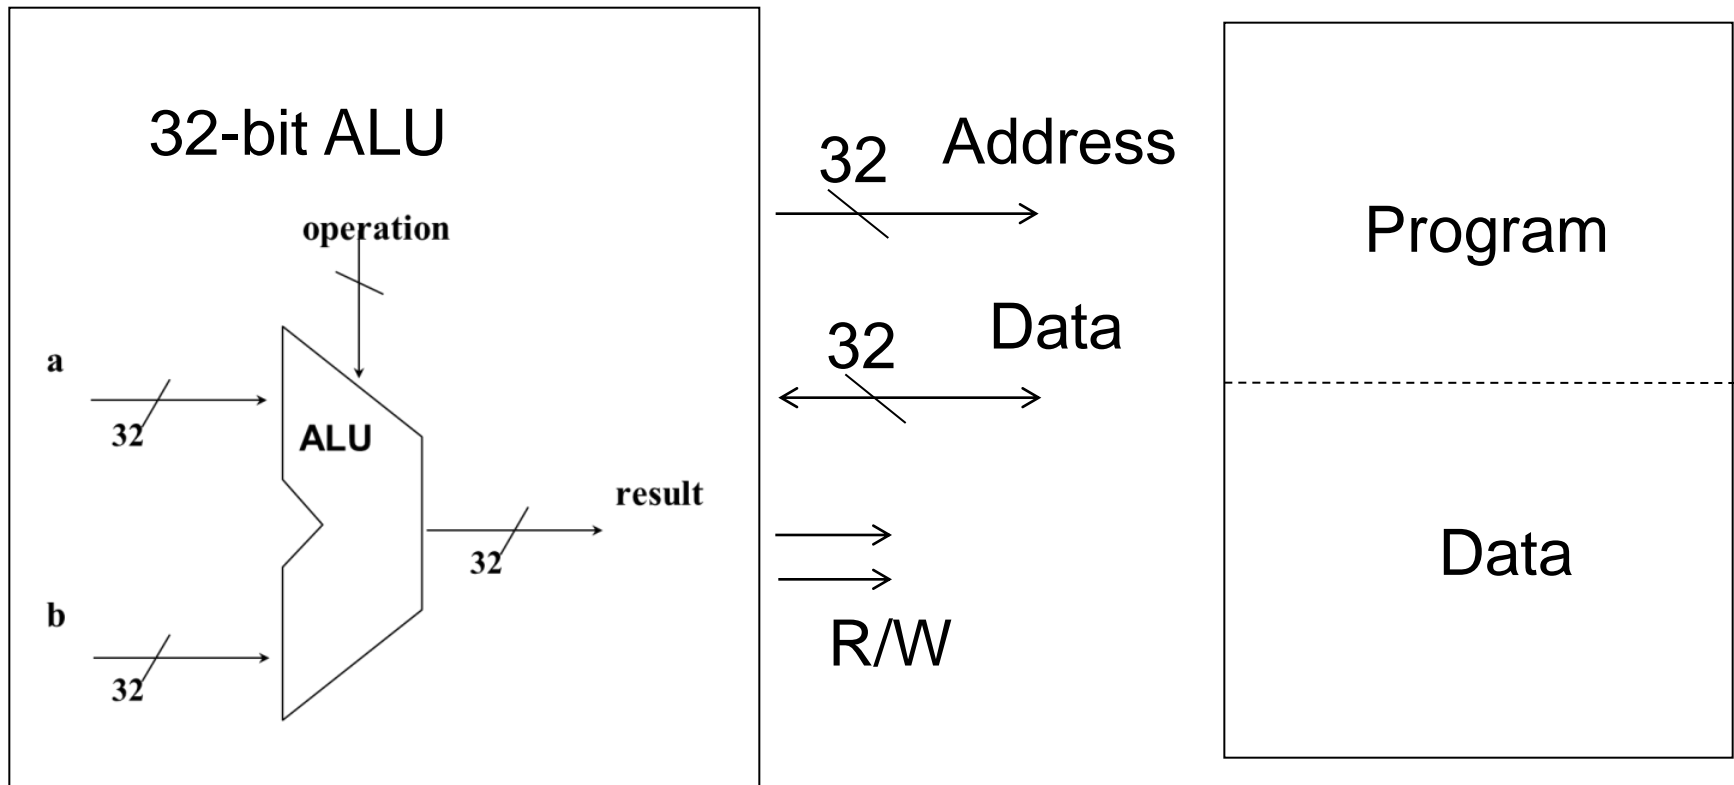 32-bit ALU
operation
a
32
ALU
result
32
b
32
32
Address
32
Data
R/W
Program
Data